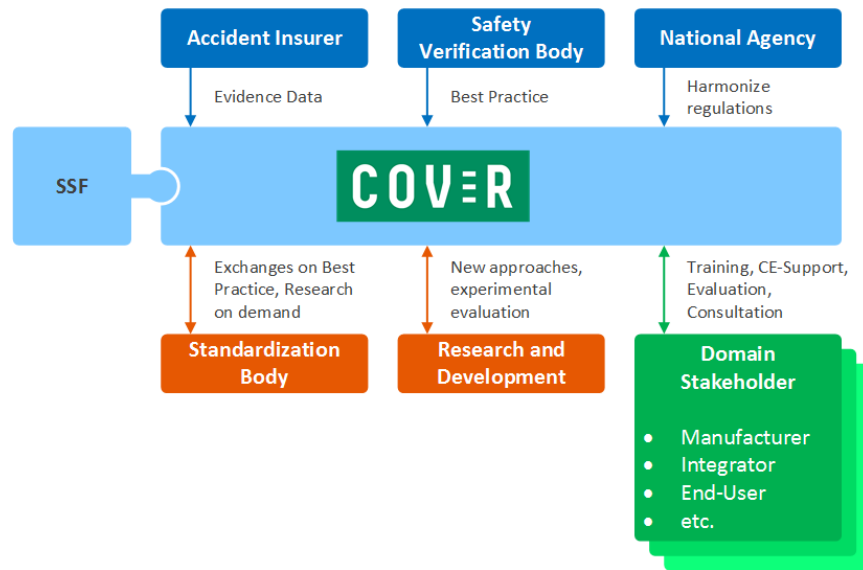 Accident Insurer
Safety
Verification Body
National Agency
Evidence Data
Best Practice
Harmonize
regulations
SSF
COVER
Exchanges on Best
Practice, Research
on demand
New approaches,
experimental
evaluation
Training, CE-Support,
Evaluation,
Consultation
Standardization
Body
Research and
Development
Domain
Stakeholder
• Manufacturer
• Integrator
• End-User
• etc.